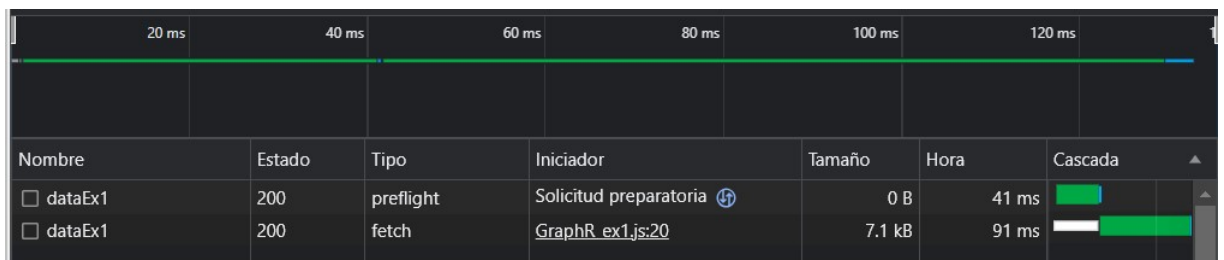 20 ms 40 ms 60 ms 80 ms 100 ms 120 ms 1
Nombre Estado Tipo Iniciador Tamaño Hora Cascada
dataEx1 200 preflight Solicitud preparatoria 0 B 41 ms
dataEx1 200 fetch GraphR_ex1.js:20 7.1 kB 91 ms